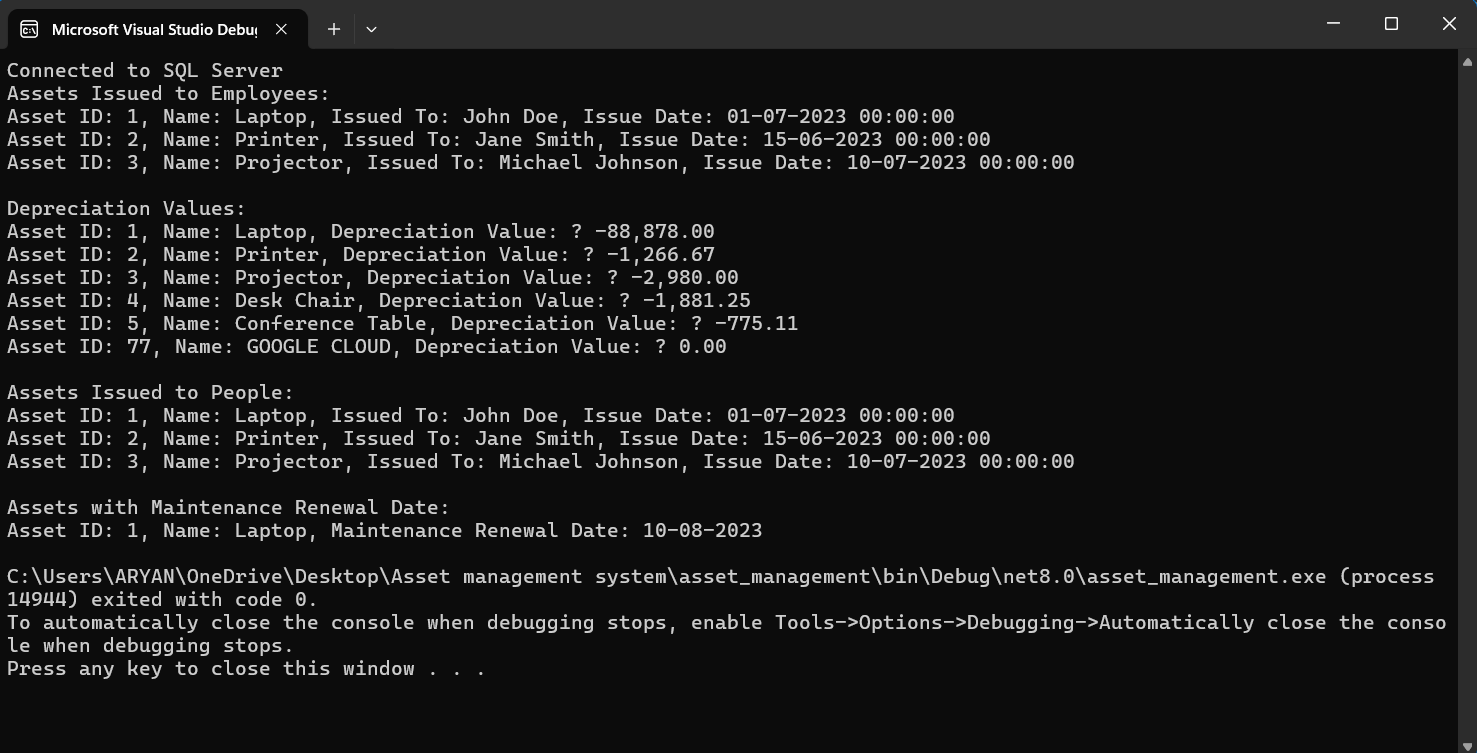 Microsoft Visual Studio Debug
Connected to SQL Server
Assets Issued to Employees:
Asset ID: 1, Name: Laptop, Issued To: John Doe, Issue Date: 01-07-2023 00:00:00
Asset ID: 2, Name: Printer, Issued To: Jane Smith, Issue Date: 15-06-2023 00:00:00
Asset ID: 3, Name: Projector, Issued To: Michael Johnson, Issue Date: 10-07-2023 00:00:00
Depreciation Values:
Asset ID: 1, Name: Laptop, Depreciation Value: ? -88,878.00
Asset ID: 2, Name: Printer, Depreciation Value: ? -1,266.67
Asset ID: 3, Name: Projector, Depreciation Value: ? -2,980.00
Asset ID: 4, Name: Desk Chair, Depreciation Value: ? -1,881.25
Asset ID: 5, Name: Conference Table, Depreciation Value: ? -775.11
Asset ID: 77, Name: GOOGLE CLOUD, Depreciation Value: ? 0.00
Assets Issued to People:
Asset ID: 1, Name: Laptop, Issued To: John Doe, Issue Date: 01-07-2023 00:00:00
Asset ID: 2, Name: Printer, Issued To: Jane Smith, Issue Date: 15-06-2023 00:00:00
Asset ID: 3, Name: Projector, Issued To: Michael Johnson, Issue Date: 10-07-2023 00:00:00
Assets with Maintenance Renewal Date:
Asset ID: 1, Name: Laptop, Maintenance Renewal Date: 10-08-2023
C:\Users\ARYAN\OneDrive\Desktop\Asset management system\asset_management\bin\Debug\net8.0\asset_management.exe (process
14944) exited with code 0.
To automatically close the console when debugging stops, enable Tools->Options->Debugging->Automatically close the conso
le when debugging stops.
Press any key to close this window . . .